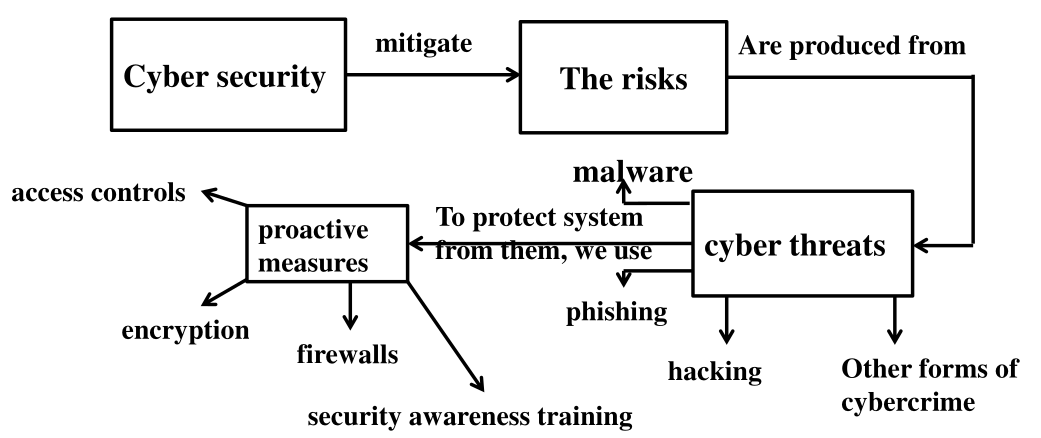 mitigate
Are produced from
Cyber security
The risks
malware
access controls
To protect system
from them, we use
proactive
measures
cyber threats
phishing
encryption
firewalls
hacking
Other forms of
cybercrime
security awareness training